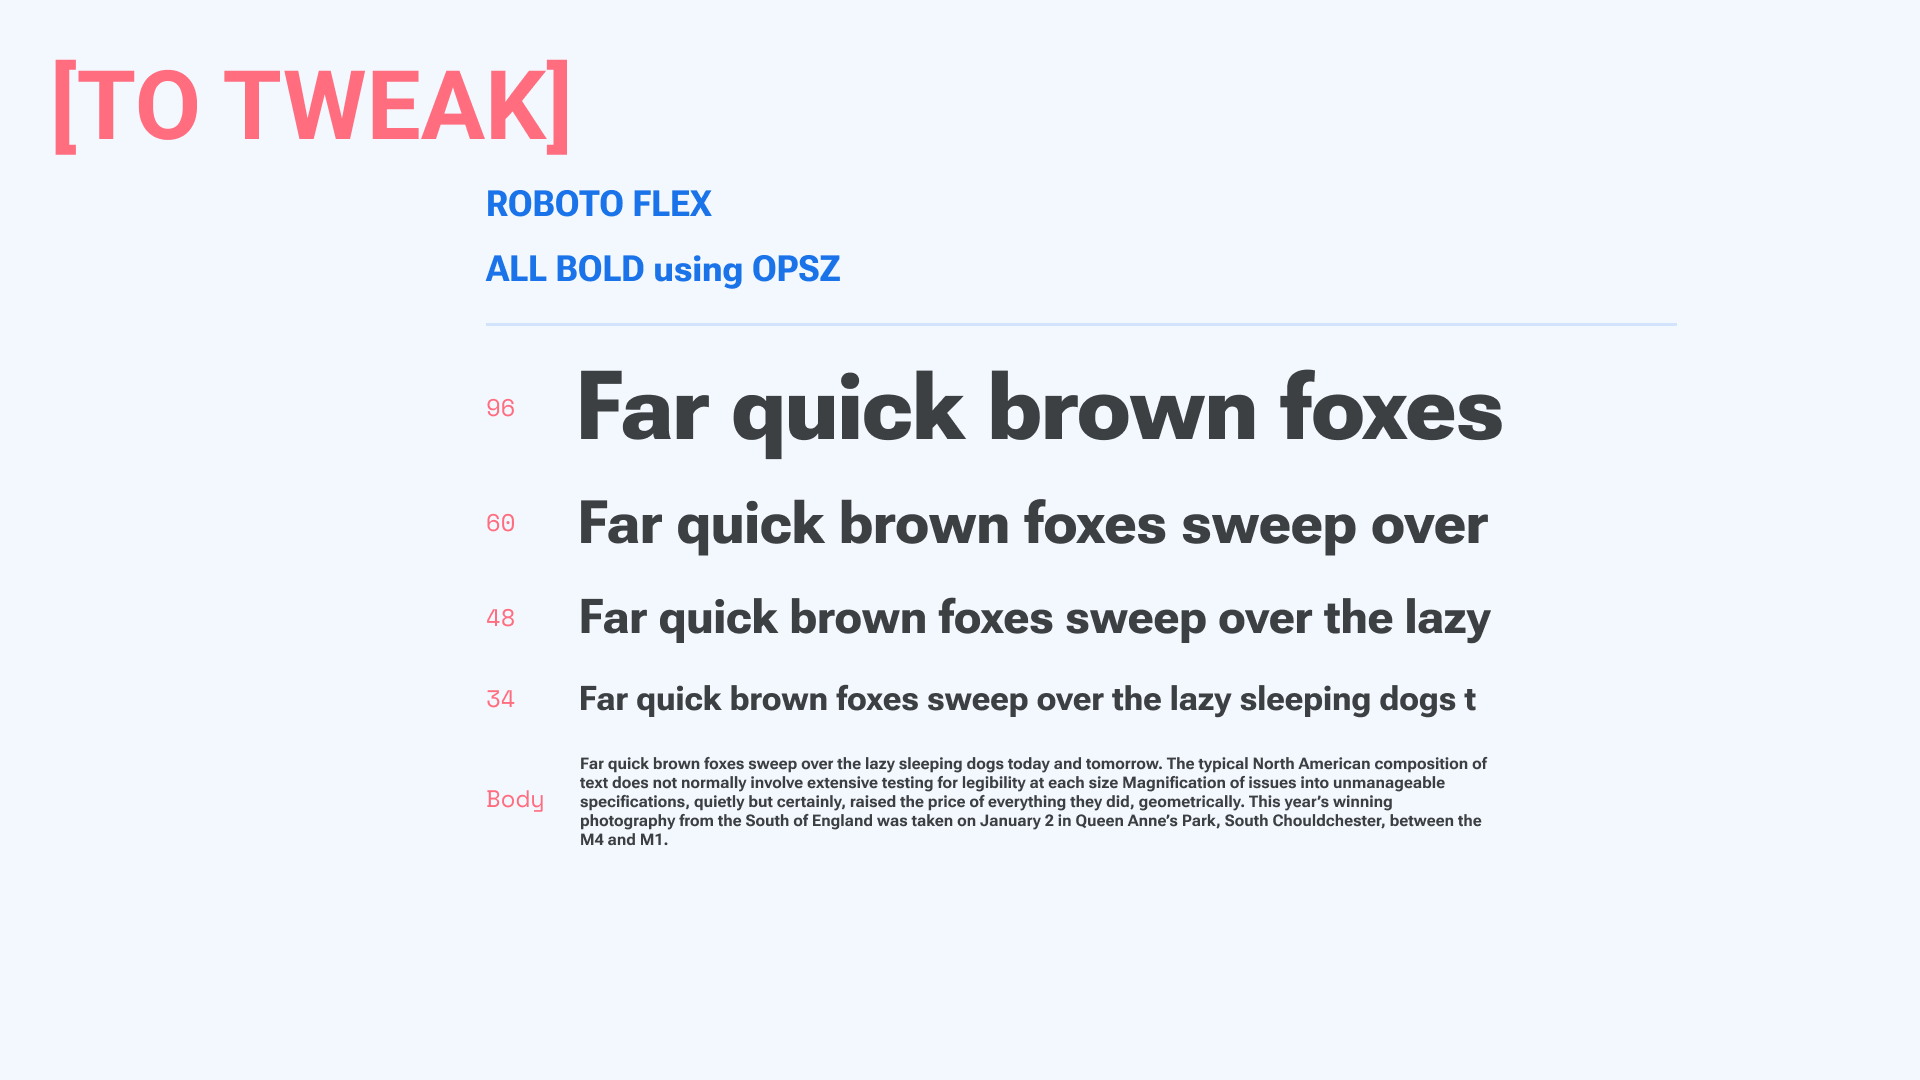 [TO TWEAK]
ROBOTO FLEX
ALL BOLD using OPSZ
96
Far quick brown foxes
60
Far quick brown foxes sweep over
48
Far quick brown foxes sweep over the lazy
34
Far quick brown foxes sweep over the lazy sleeping dogs t
Body
Far quick brown foxes sweep over the lazy sleeping dogs today and tomorrow. The typical North American composition of
text does not normally involve extensive testing for legibility at each size Magnification of issues into unmanageable
specifications, quietly but certainly, raised the price of everything they did, geometrically. This year’s winning
photography from the South of England was taken on January 2 in Queen Anne’s Park, South Chouldchester, between the
M4 and M1.